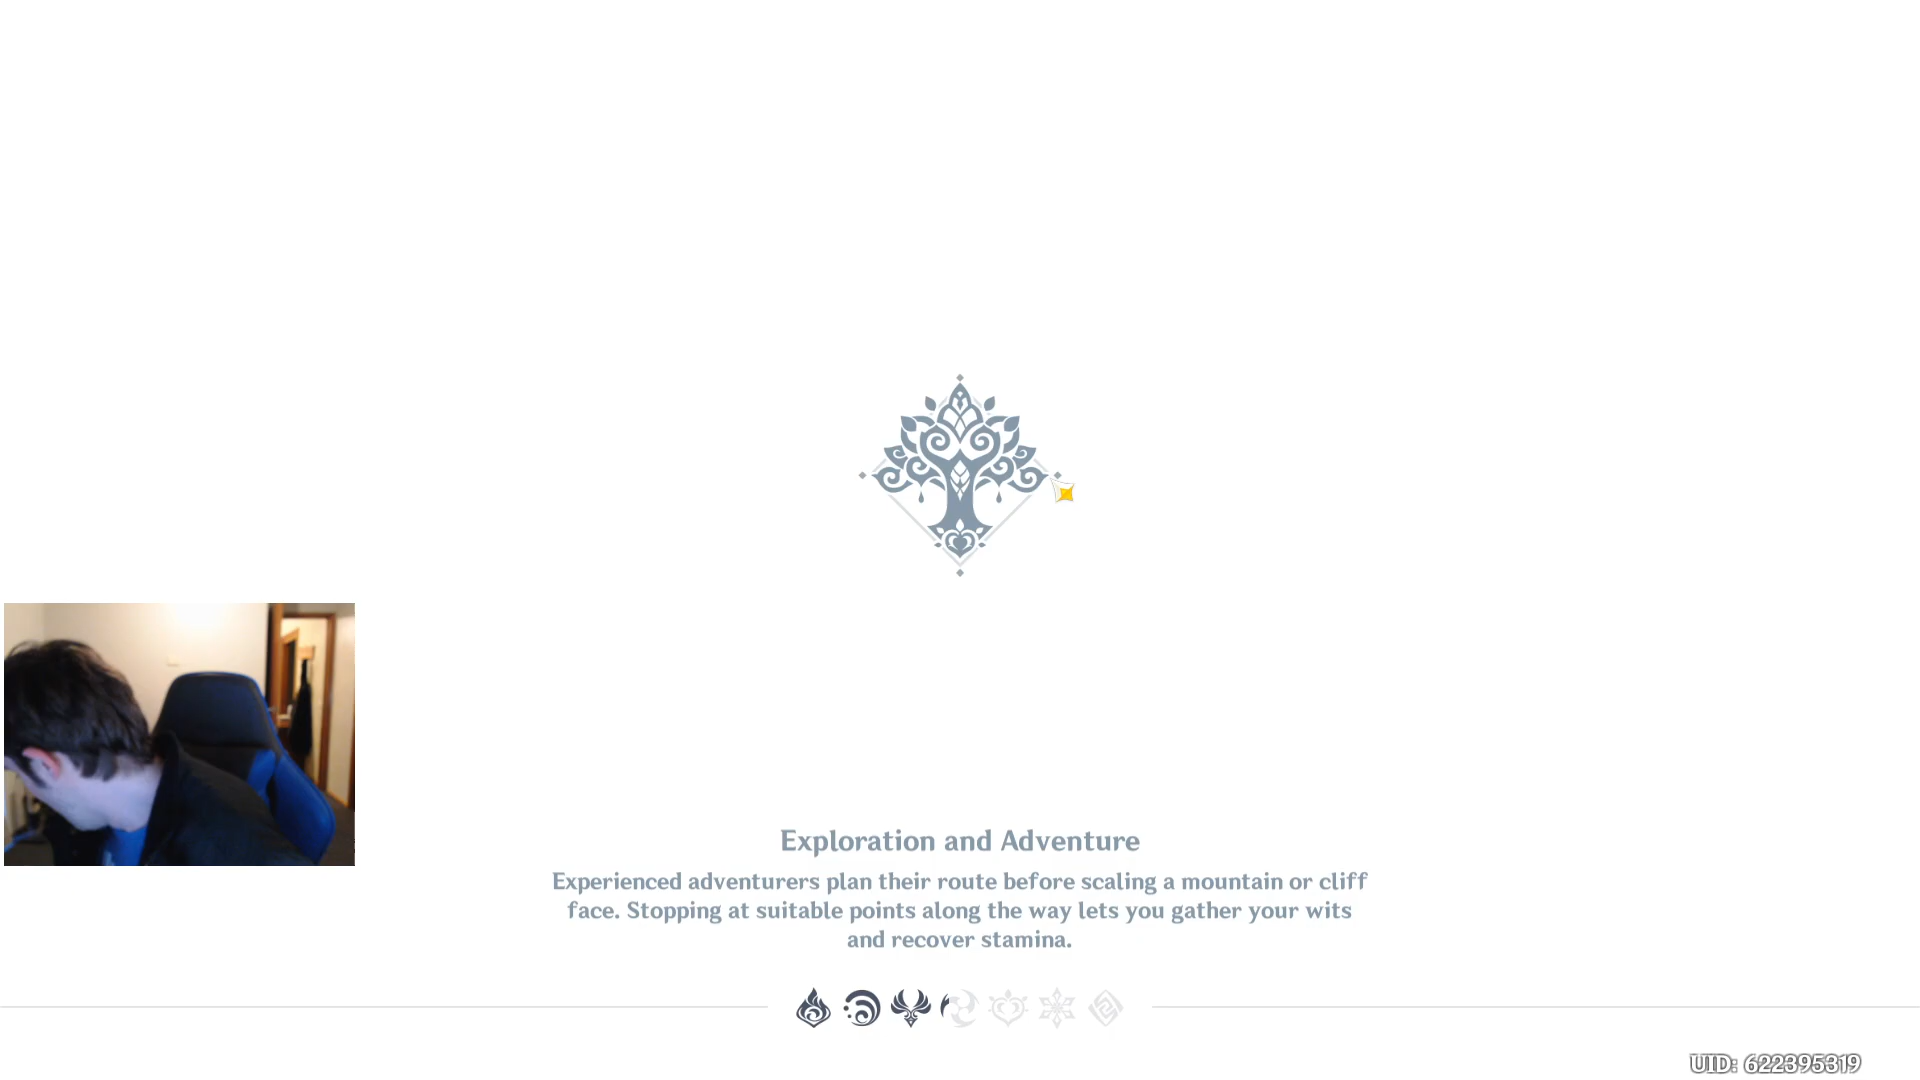 Exploration and Adventure
Experienced adventurers plan their route before scaling a mountain or cliff
face. Stopping at suitable points along the way lets you gather your wits
and recover stamina.
UID: 622395319